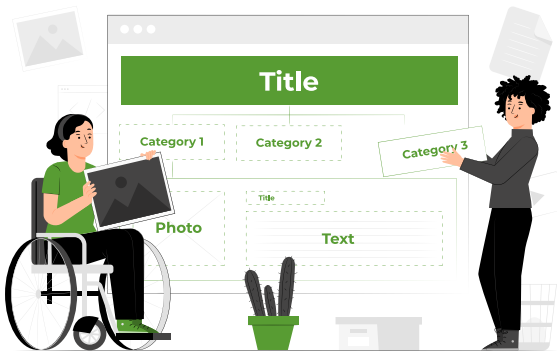 Title
Category 1
Category 2
Category 3
Title
Photo
Text